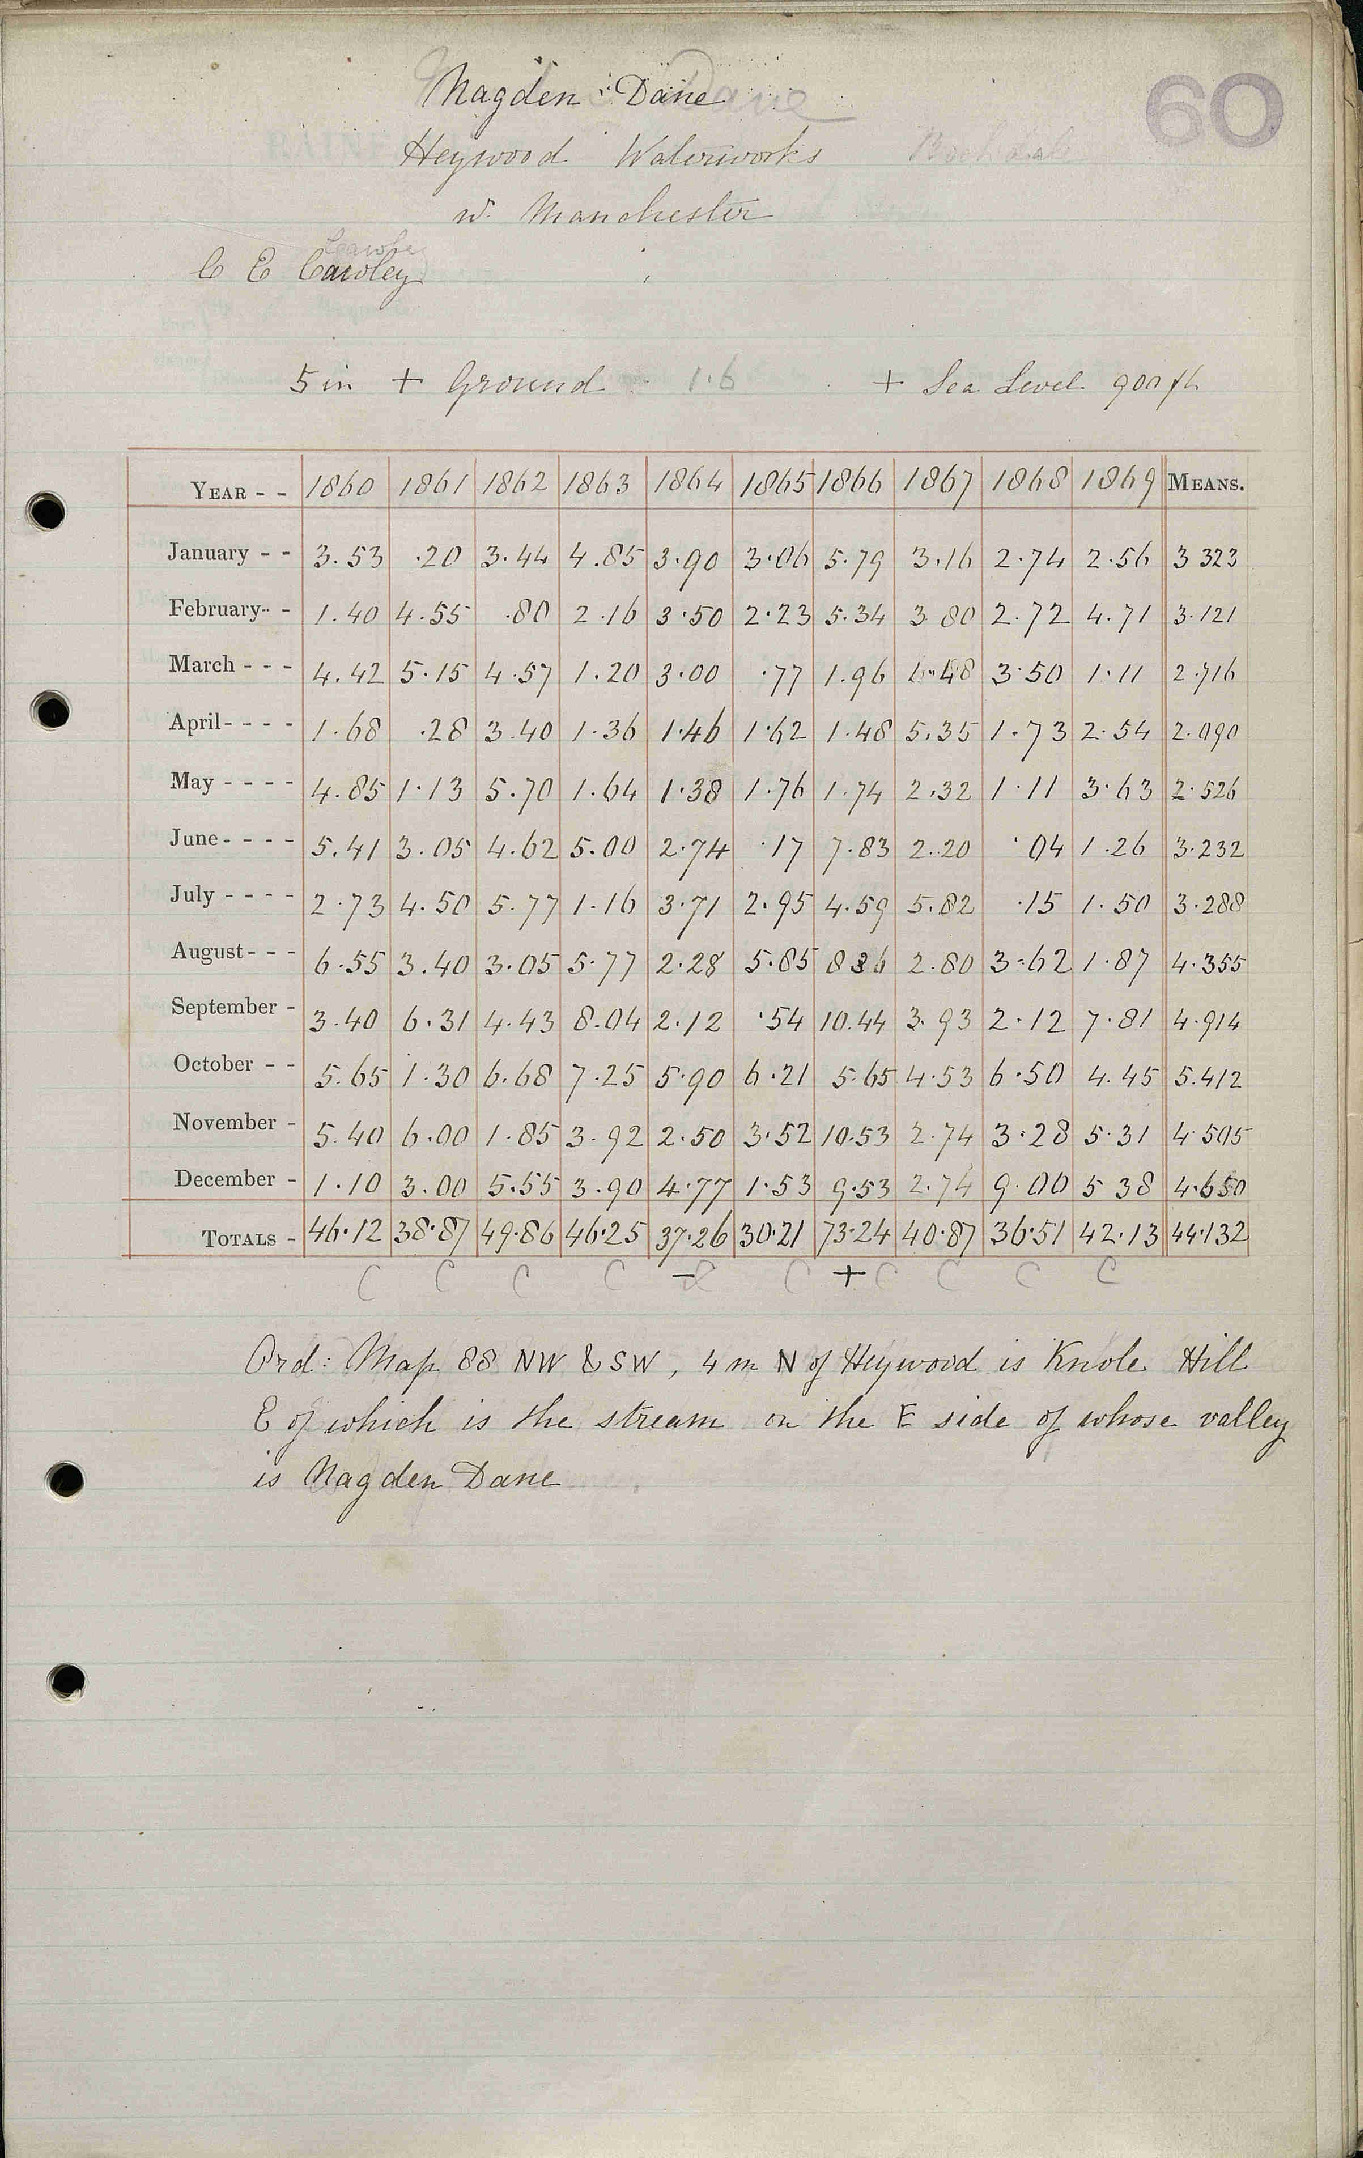 60
Nagden Dane
Heywood Waterworks Rochdale
nr. Manchester
C E Cawley
5 in + Ground 1.6 + Sea Level 900 ft
YEAR - - 1860 1861 1862 1863 1864 1865 1866 1867 1868 1869 MEANS.
January - - 3.53 .20 3.44 4.85 3.90 3.06 5.79 3.16 2.74 2.56 3 323
February- - 1.40 4.55 .80 2.16 3.50 2.23 5.34 3.80 2.72 4.71 3.121
March - - - 4.42 5.15 4.57 1.20 3.00 .77 1.96 1.48 3.50 1.11 2.716
April - - - - 1.68 .28 3.40 1.36 1.46 1.62 1.48 5.35 1.73 2.54 2.090
May - - - - 4.85 1.13 5.70 1.64 1.38 1.76 1.74 2.32 1.11 3.63 2.526
June - - - - 5.41 3.05 4.62 5.00 2.74 .17 7.83 2.20 .04 1.26 3.232
July - - - - 2.73 4.50 5.77 1.16 3.71 2.95 4.59 5.82 .15 1.50 3.288
August - - - 6.55 3.40 3.05 5.77 2.28 5.85 8 36 2.80 3.62 1.87 4.355
September - 3.40 6.31 4.43 8.04 2.12 .54 10.44 3.93 2.12 7.81 4.914
October - - 5.65 1.30 6.68 7.25 5.90 6.21 5.65 4.53 6.50 4.45 5.412
November - 5.40 6.00 1.85 3.92 2.50 3.52 10.53 2.74 3.28 5.31 4.505
December - 1.10 3.00 5.55 3.90 4.77 1.53 9.53 2.74 9.00 5 38 4.650
TOTALS - 46.12 38.87 49.86 46.25 37.26 30.21 73.24 40.87 36.51 42.13 44.132
C C C C - C + C C C C
Ord: Map 88 NW & SW, 4 m N of Heywood is Knole Hill
E of which is the stream on the E side of whose valley
is Nagden Dane